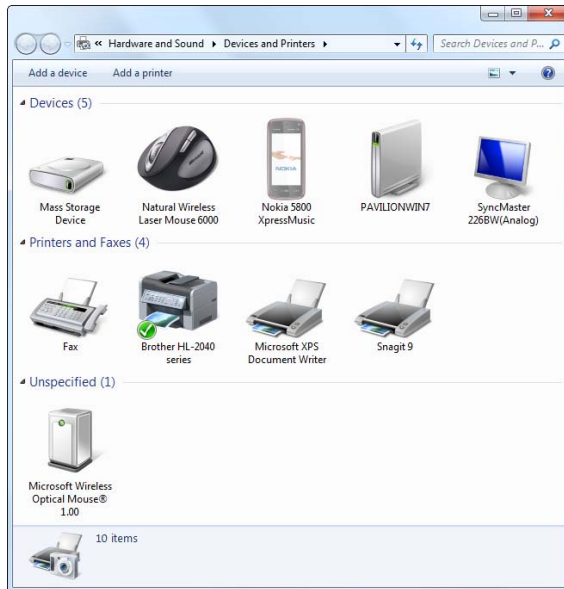 « Hardware and Sound ▸ Devices and Printers ▸ Search Devices and P...
Add a device Add a printer
Devices (5)
Mass Storage
Device
Natural Wireless
Laser Mouse 6000
NOKIA
Nokia 5800
XpressMusic
PAVILIONWIN7
SyncMaster
226BW(Analog)
Printers and Faxes (4)
Fax
Brother HL-2040
series
Microsoft XPS
Document Writer
Snagit 9
Unspecified (1)
Microsoft Wireless
Optical Mouse®
1.00
10 items